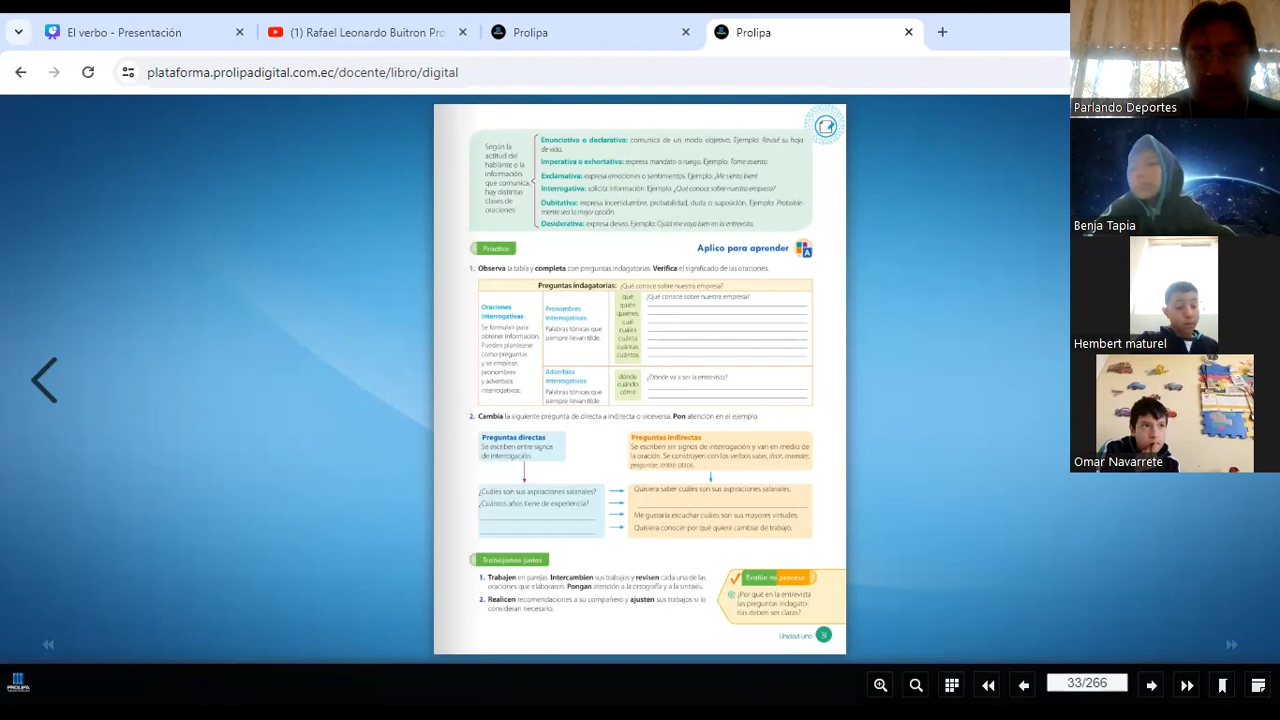 El verbo - Presentación
(1) Rafael Leonardo Buitron Pro
Prolipa
Prolipa
plataforma.prolipadigital.com.ec/docente/libro/digital
Parlando Deportes
Benja Tapia
Hembert maturel
Omar Navarrete
Según la
actitud del
hablante o la
información
que comunica,
hay distintas
clases de
oraciones
Enunciativa o declarativa: comunica de un modo objetivo. Ejemplo: Revisé su hoja
de vida.
Imperativa o exhortativa: expresa mandato o ruego. Ejemplo: Tome asiento.
Exclamativa: expresa emociones o sentimientos. Ejemplo: ¡Me siento bien!
Interrogativa: solicita información. Ejemplo: ¿Qué conoce sobre nuestra empresa?
Dubitativa: expresa incertidumbre, probabilidad, duda o suposición. Ejemplo: Probable-
mente sea la mejor opción.
Desiderativa: expresa deseo. Ejemplo: Ojalá me vaya bien en la entrevista.
Practico
Aplico para aprender
1. Observa la tabla y completa con preguntas indagatorias. Verifica el significado de las oraciones.
Preguntas indagatorias: ¿Qué conoce sobre nuestra empresa?
Oraciones
interrogativas
Se formulan para
obtener información.
Pueden plantearse
como preguntas
y se emplean
pronombres
y adverbios
interrogativos.
Pronombres
interrogativos:
Palabras tónicas que
siempre llevan tilde.
qué
quién
quiénes
cuál
cuáles
cuánta
cuántas
cuántos
¿Qué conoce sobre nuestra empresa?
Adverbios
interrogativos:
Palabras tónicas que
siempre llevan tilde.
dónde
cuándo
cómo
¿Dónde va a ser la entrevista?
2. Cambia la siguiente pregunta de directa a indirecta o viceversa. Pon atención en el ejemplo.
Preguntas directas
Se escriben entre signos
de interrogación.
Preguntas indirectas
Se escriben sin signos de interrogación y van en medio de
la oración. Se construyen con los verbos saber, decir, entender,
preguntar, entre otros.
¿Cuáles son sus aspiraciones salariales?
¿Cuántos años tiene de experiencia?
Quisiera saber cuáles son sus aspiraciones salariales.
Me gustaría escuchar cuáles son sus mayores virtudes.
Quisiera conocer por qué quiere cambiar de trabajo.
Trabajamos juntos
1. Trabajen en parejas. Intercambien sus trabajos y revisen cada una de las
oraciones que elaboraron. Pongan atención a la ortografía y a la sintaxis.
2. Realicen recomendaciones a su compañero y ajusten sus trabajos si lo
consideran necesario.
Evalúo mi proceso
¿Por qué en la entrevista
las preguntas indagato-
rias deben ser claras?
Unidad uno
31
PROLIPA
33/266